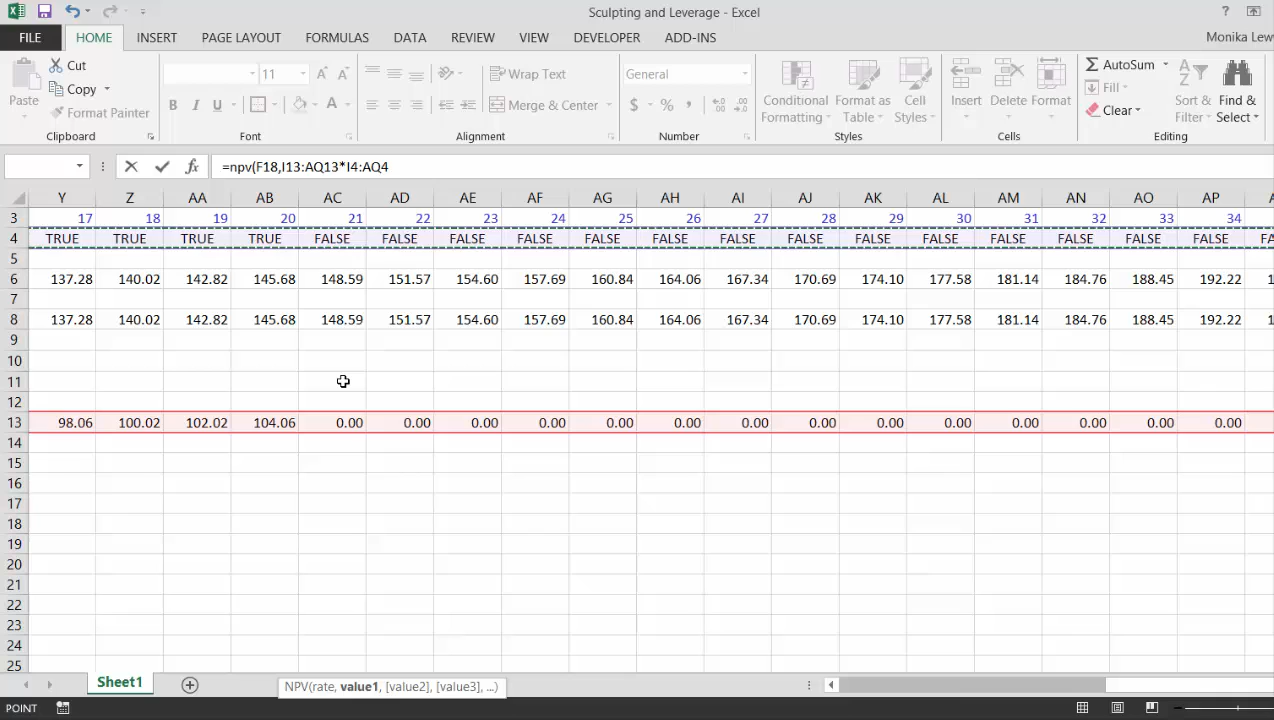 Sculpting and Leverage - Excel
FILE HOME INSERT PAGE LAYOUT FORMULAS DATA REVIEW VIEW DEVELOPER ADD-INS Monika Lew
Paste Cut Copy Format Painter
11 A A B I U A
Wrap Text Merge & Center
General $ % ,
Conditional Formatting Format as Table Cell Styles
Insert Delete Format
AutoSum Fill Clear
Sort & Filter Find & Select
Clipboard Font Alignment Number Styles Cells Editing
fx =npv(F18,I13:AQ13*I4:AQ4
Y Z AA AB AC AD AE AF AG AH AI AJ AK AL AM AN AO AP
3 17 18 19 20 21 22 23 24 25 26 27 28 29 30 31 32 33 34
4 TRUE TRUE TRUE TRUE FALSE FALSE FALSE FALSE FALSE FALSE FALSE FALSE FALSE FALSE FALSE FALSE FALSE FALSE FA
5
6 137.28 140.02 142.82 145.68 148.59 151.57 154.60 157.69 160.84 164.06 167.34 170.69 174.10 177.58 181.14 184.76 188.45 192.22 1
7
8 137.28 140.02 142.82 145.68 148.59 151.57 154.60 157.69 160.84 164.06 167.34 170.69 174.10 177.58 181.14 184.76 188.45 192.22 1
9
10
11
12
13 98.06 100.02 102.02 104.06 0.00 0.00 0.00 0.00 0.00 0.00 0.00 0.00 0.00 0.00 0.00 0.00 0.00 0.00
14
15
16
17
18
19
20
21
22
23
24
25
Sheet1
NPV(rate, value1, [value2], [value3], ...)
POINT